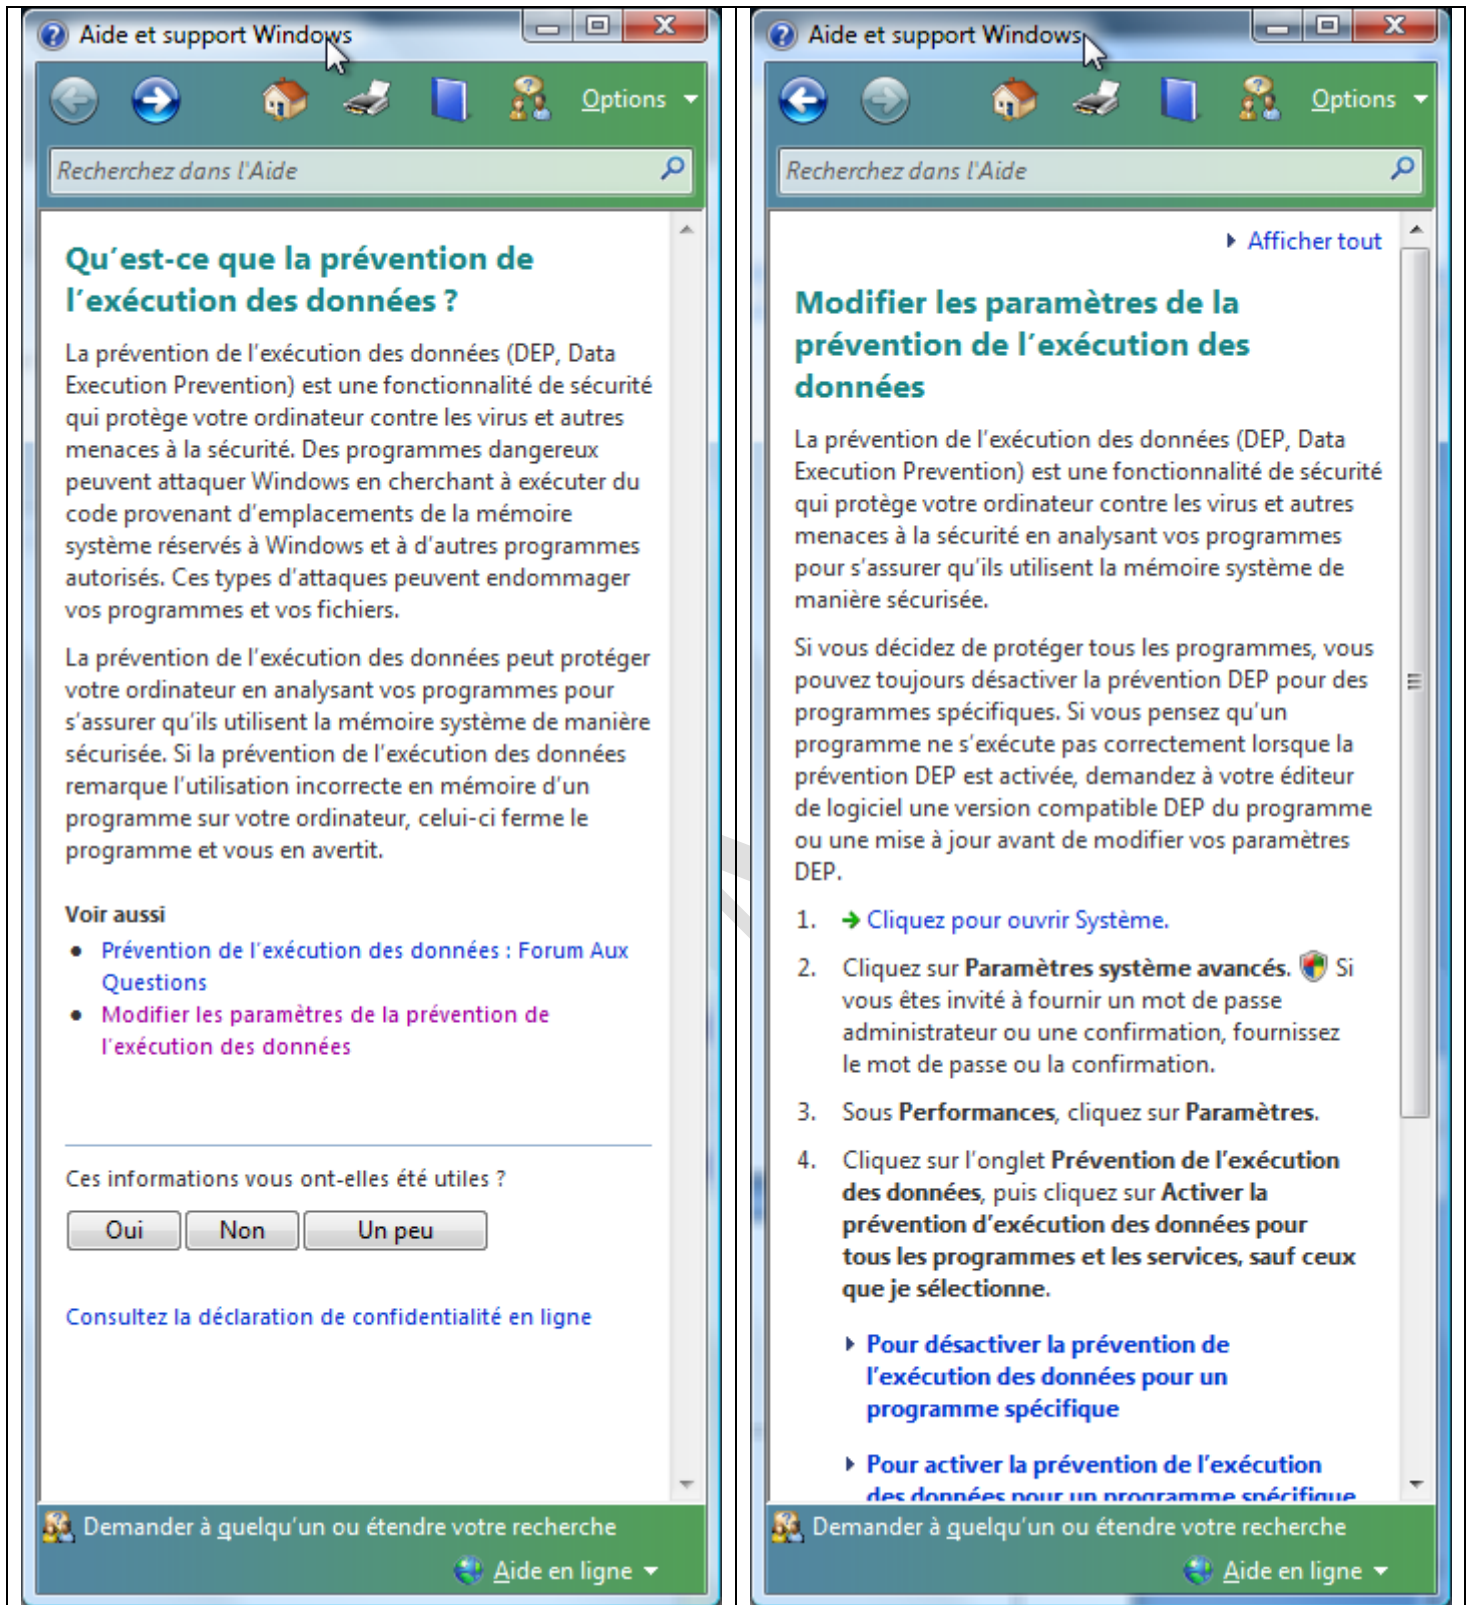 Aide et support Windows
Options
Recherchez dans l'Aide
Qu'est-ce que la prévention de
l'exécution des données ?
La prévention de l'exécution des données (DEP, Data
Execution Prevention) est une fonctionnalité de sécurité
qui protège votre ordinateur contre les virus et autres
menaces à la sécurité. Des programmes dangereux
peuvent attaquer Windows en cherchant à exécuter du
code provenant d'emplacements de la mémoire
système réservés à Windows et à d'autres programmes
autorisés. Ces types d'attaques peuvent endommager
vos programmes et vos fichiers.
La prévention de l'exécution des données peut protéger
votre ordinateur en analysant vos programmes pour
s'assurer qu'ils utilisent la mémoire système de manière
sécurisée. Si la prévention de l'exécution des données
remarque l'utilisation incorrecte en mémoire d'un
programme sur votre ordinateur, celui-ci ferme le
programme et vous en avertit.
Voir aussi
● Prévention de l'exécution des données : Forum Aux
Questions
● Modifier les paramètres de la prévention de
l'exécution des données
Ces informations vous ont-elles été utiles ?
Oui Non Un peu
Consultez la déclaration de confidentialité en ligne
Demander à quelqu'un ou étendre votre recherche
Aide en ligne
Aide et support Windows
Options
Recherchez dans l'Aide
Afficher tout
Modifier les paramètres de la
prévention de l'exécution des
données
La prévention de l'exécution des données (DEP, Data
Execution Prevention) est une fonctionnalité de sécurité
qui protège votre ordinateur contre les virus et autres
menaces à la sécurité en analysant vos programmes
pour s'assurer qu'ils utilisent la mémoire système de
manière sécurisée.
Si vous décidez de protéger tous les programmes, vous
pouvez toujours désactiver la prévention DEP pour des
programmes spécifiques. Si vous pensez qu'un
programme ne s'exécute pas correctement lorsque la
prévention DEP est activée, demandez à votre éditeur
de logiciel une version compatible DEP du programme
ou une mise à jour avant de modifier vos paramètres
DEP.
1. Cliquez pour ouvrir Système.
2. Cliquez sur Paramètres système avancés. Si
vous êtes invité à fournir un mot de passe
administrateur ou une confirmation, fournissez
le mot de passe ou la confirmation.
3. Sous Performances, cliquez sur Paramètres.
4. Cliquez sur l'onglet Prévention de l'exécution
des données, puis cliquez sur Activer la
prévention d'exécution des données pour
tous les programmes et les services, sauf ceux
que je sélectionne.
Pour désactiver la prévention de
l'exécution des données pour un
programme spécifique
Pour activer la prévention de l'exécution
des données pour un programme spécifique
Demander à quelqu'un ou étendre votre recherche
Aide en ligne